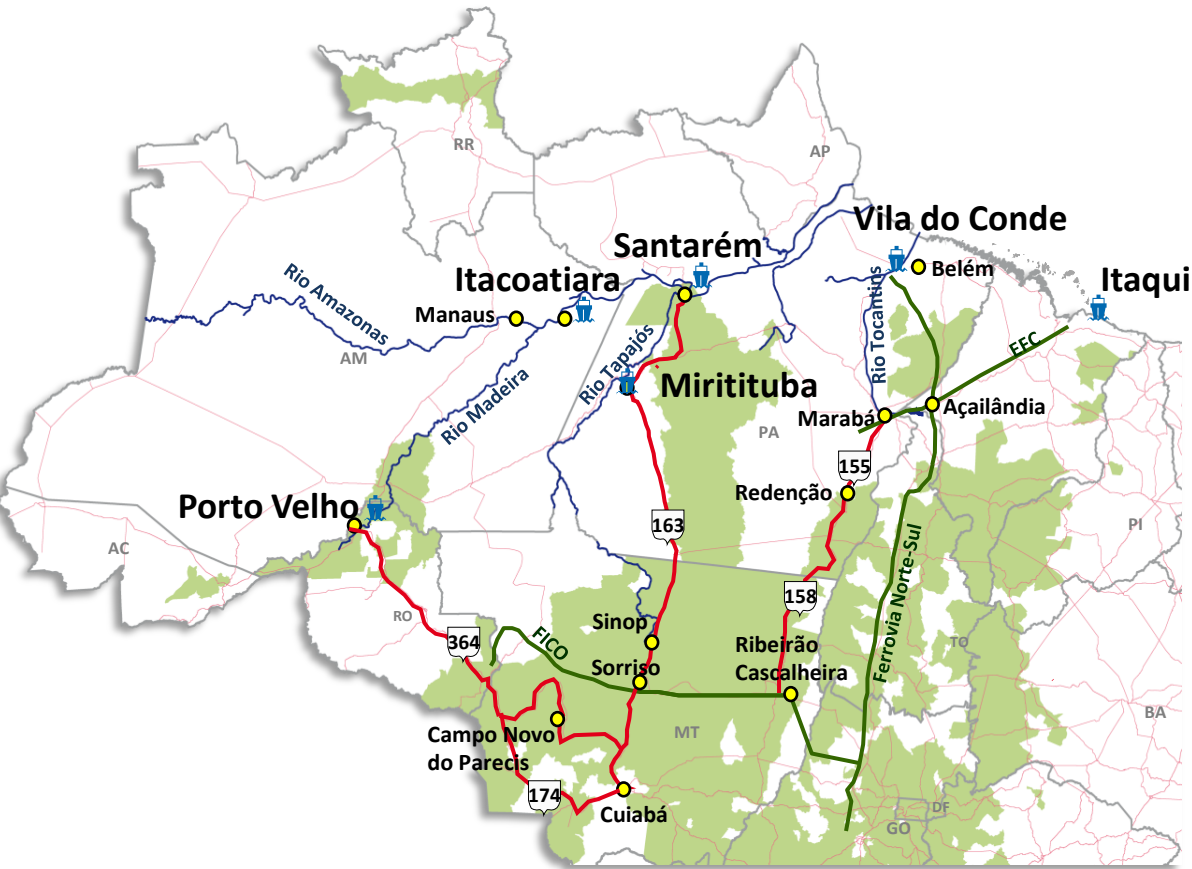 RR
AP
Vila do Conde
Santarém
Belém
Itacoatiara
Itaqui
Rio Amazonas
Manaus
Rio Tocantins
EFC
AM
Rio Tapajós
Rio Madeira
Miritituba
Açailândia
Marabá
PA
155
Redenção
Porto Velho
163
PI
AC
158
Ferrovia Norte-Sul
RO
Sinop
364
FICO
Ribeirão
Cascalheira
TO
Sorriso
BA
Campo Novo
do Parecis
MT
174
Cuiabá
DF
GO